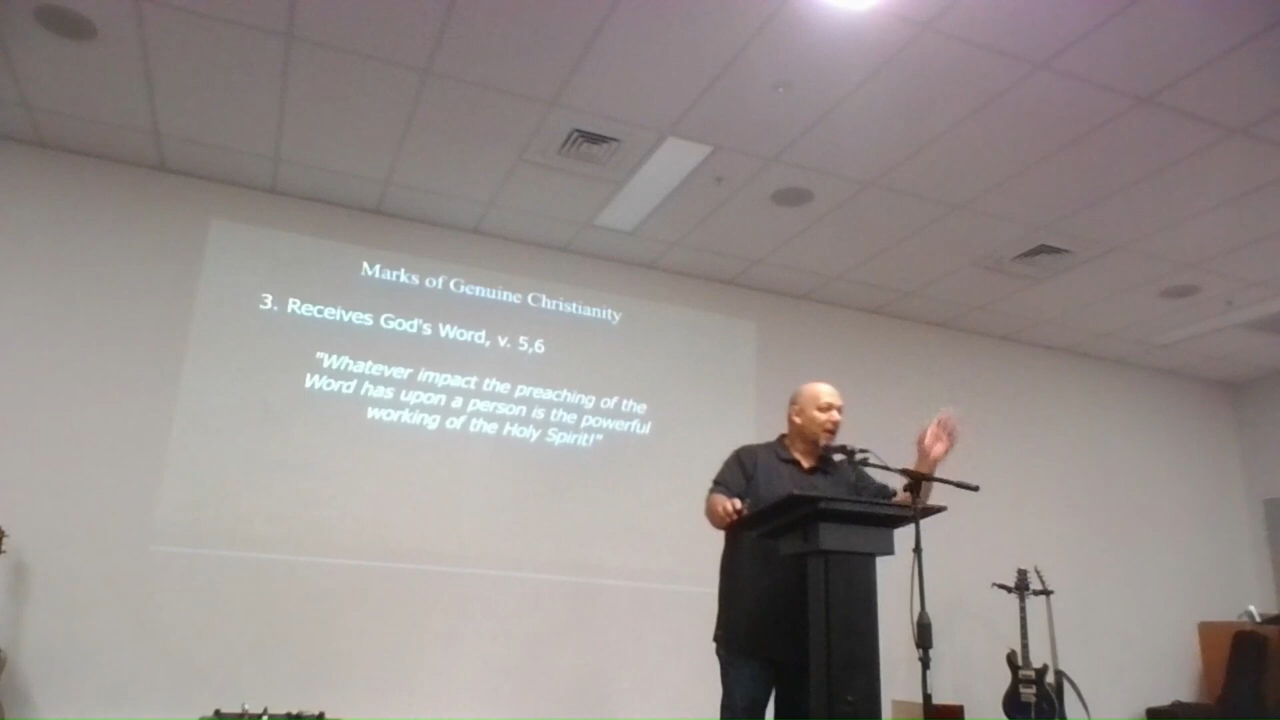 Marks of Genuine Christianity
3. Receives God's Word, v. 5,6
"Whatever impact the preaching of the
Word has upon a person is the powerful
working of the Holy Spirit!"